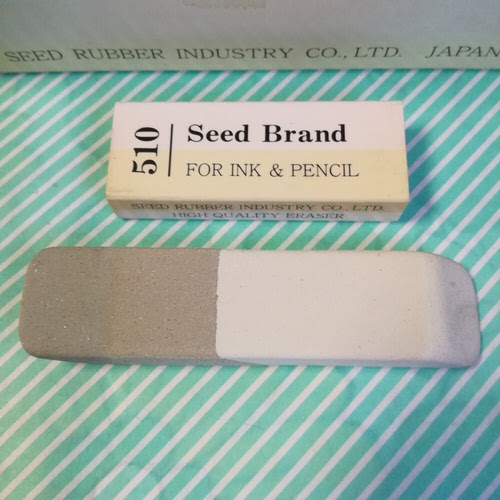 SEED RUBBER INDUSTRY CO., LTD. JAPAN
510
Seed Brand
FOR INK & PENCIL
SEED RUBBER INDUSTRY CO., LTD.
HIGH QUALITY ERASER